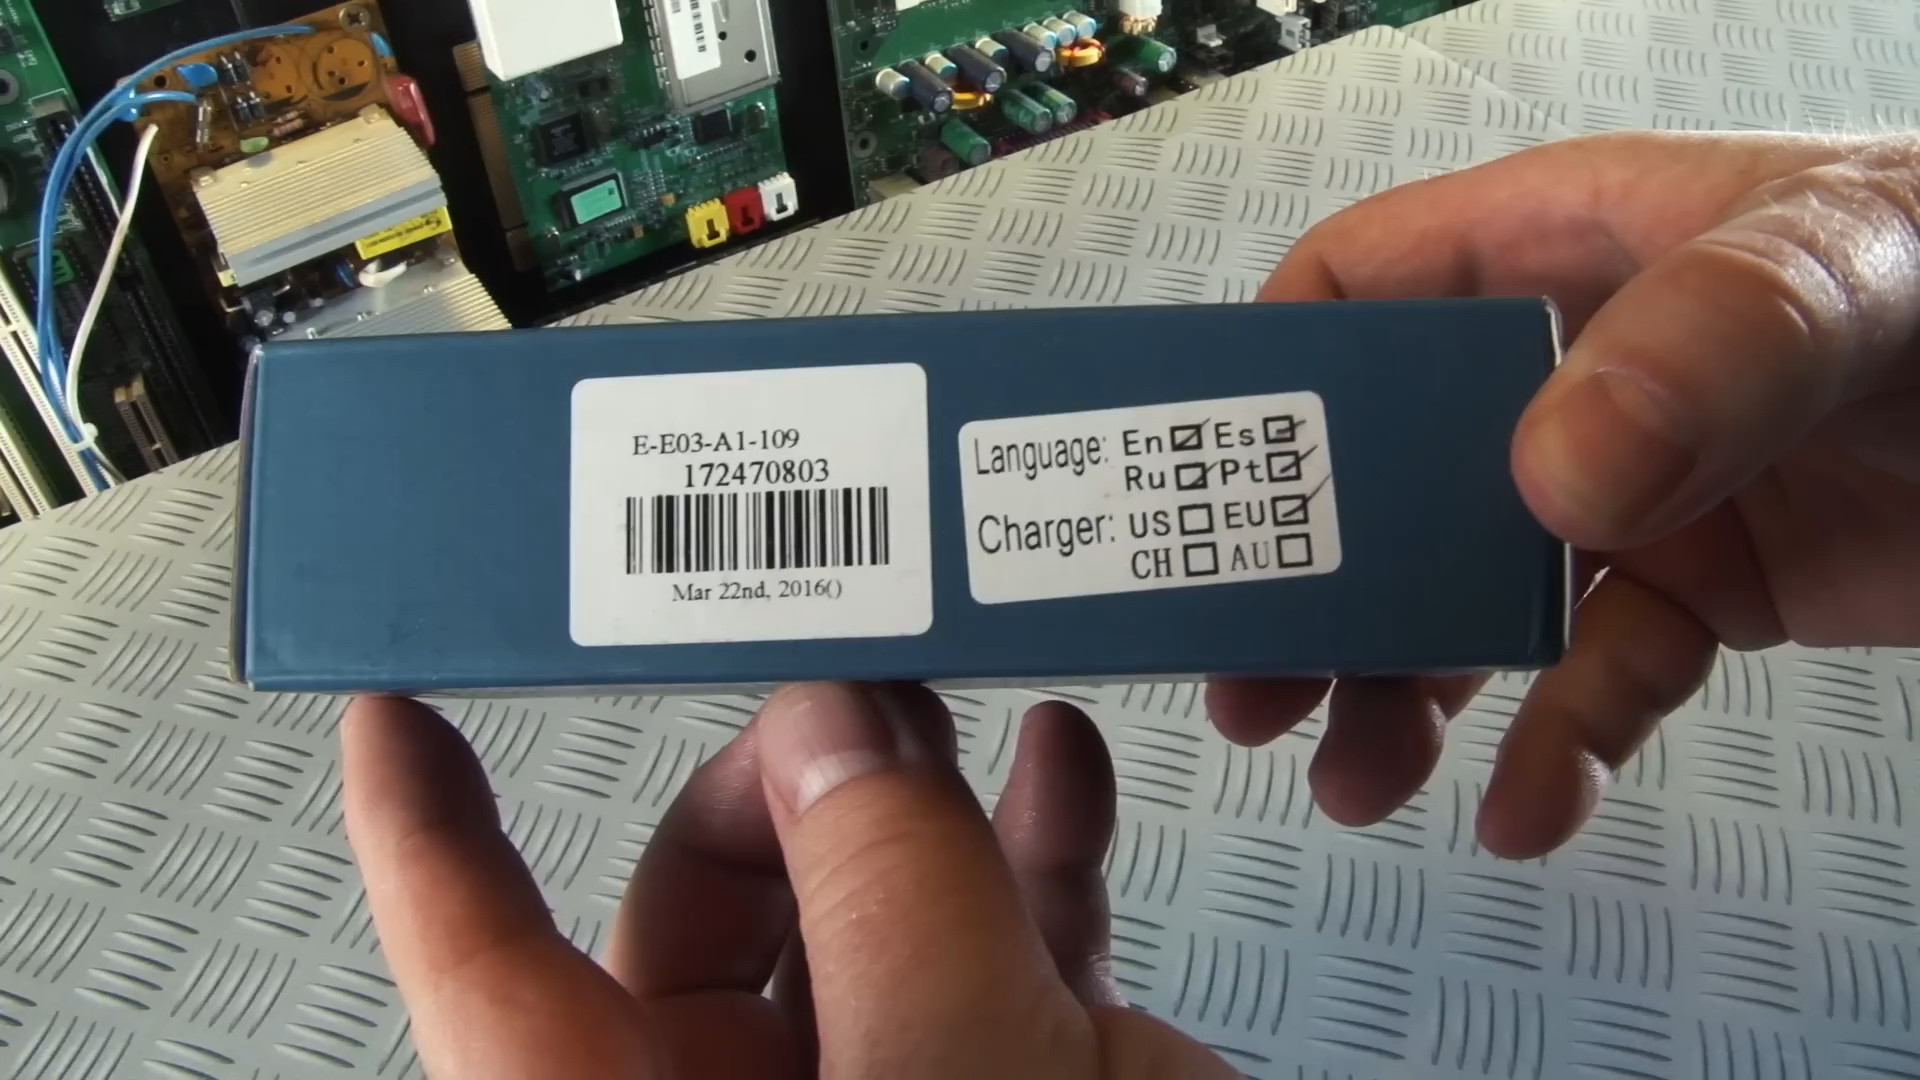 E-E03-A1-109
172470803
Mar 22nd, 2016()
Language: En Es
Ru Pt
Charger: US EU
CH AU